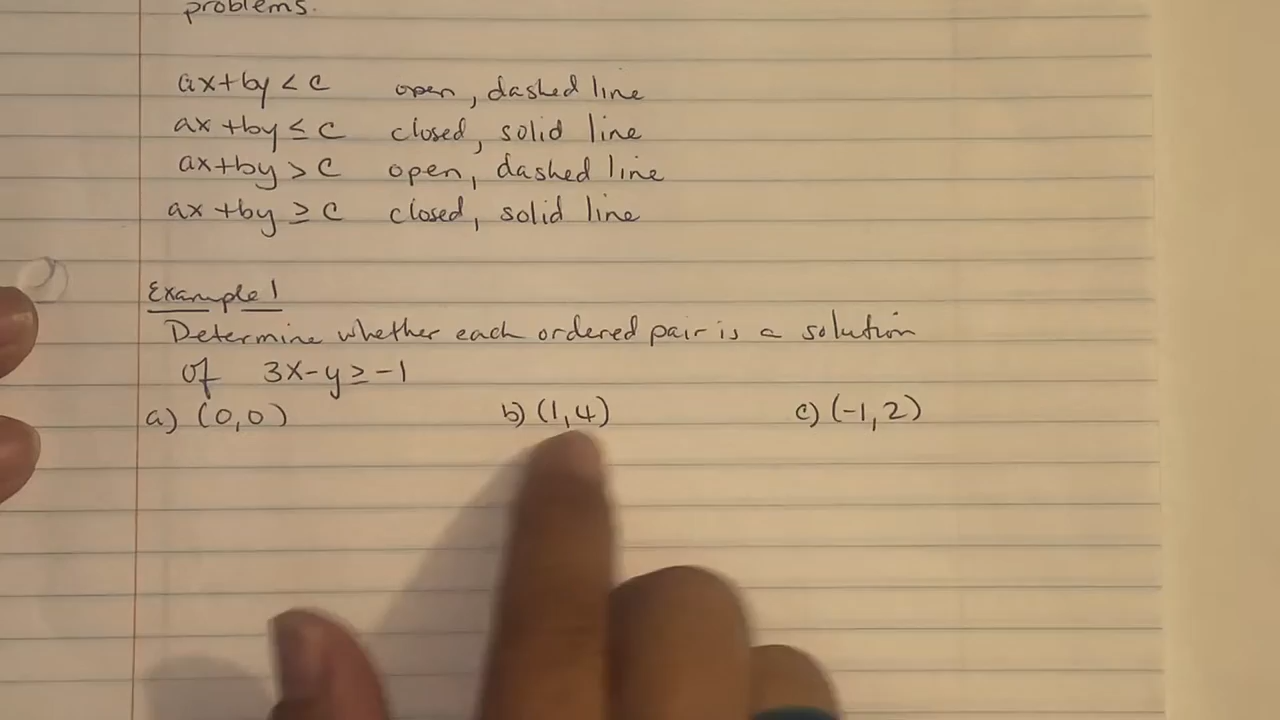 problems.
ax+by < c open, dashed line
ax+by ≤ c closed, solid line
ax+by > c open, dashed line
ax+by ≥ c closed, solid line
Example 1
Determine whether each ordered pair is a solution
of 3x-y ≥ -1
a) (0,0) b) (1,4) c) (-1,2)